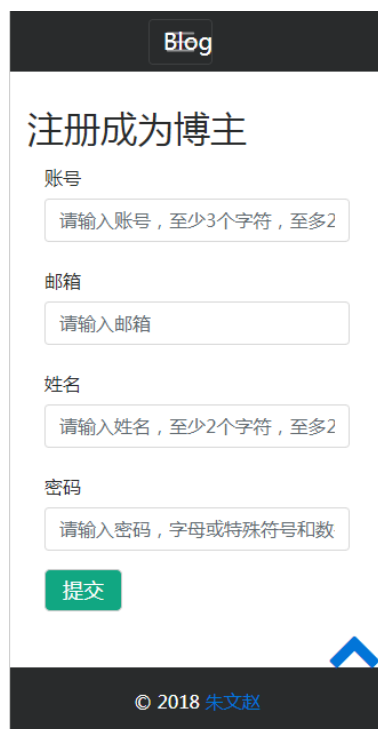 Blog
注册成为博主
账号
请输入账号，至少3个字符，至多2
邮箱
请输入邮箱
姓名
请输入姓名，至少2个字符，至多2
密码
请输入密码，字母或特殊符号和数
提交
© 2018 朱文赵